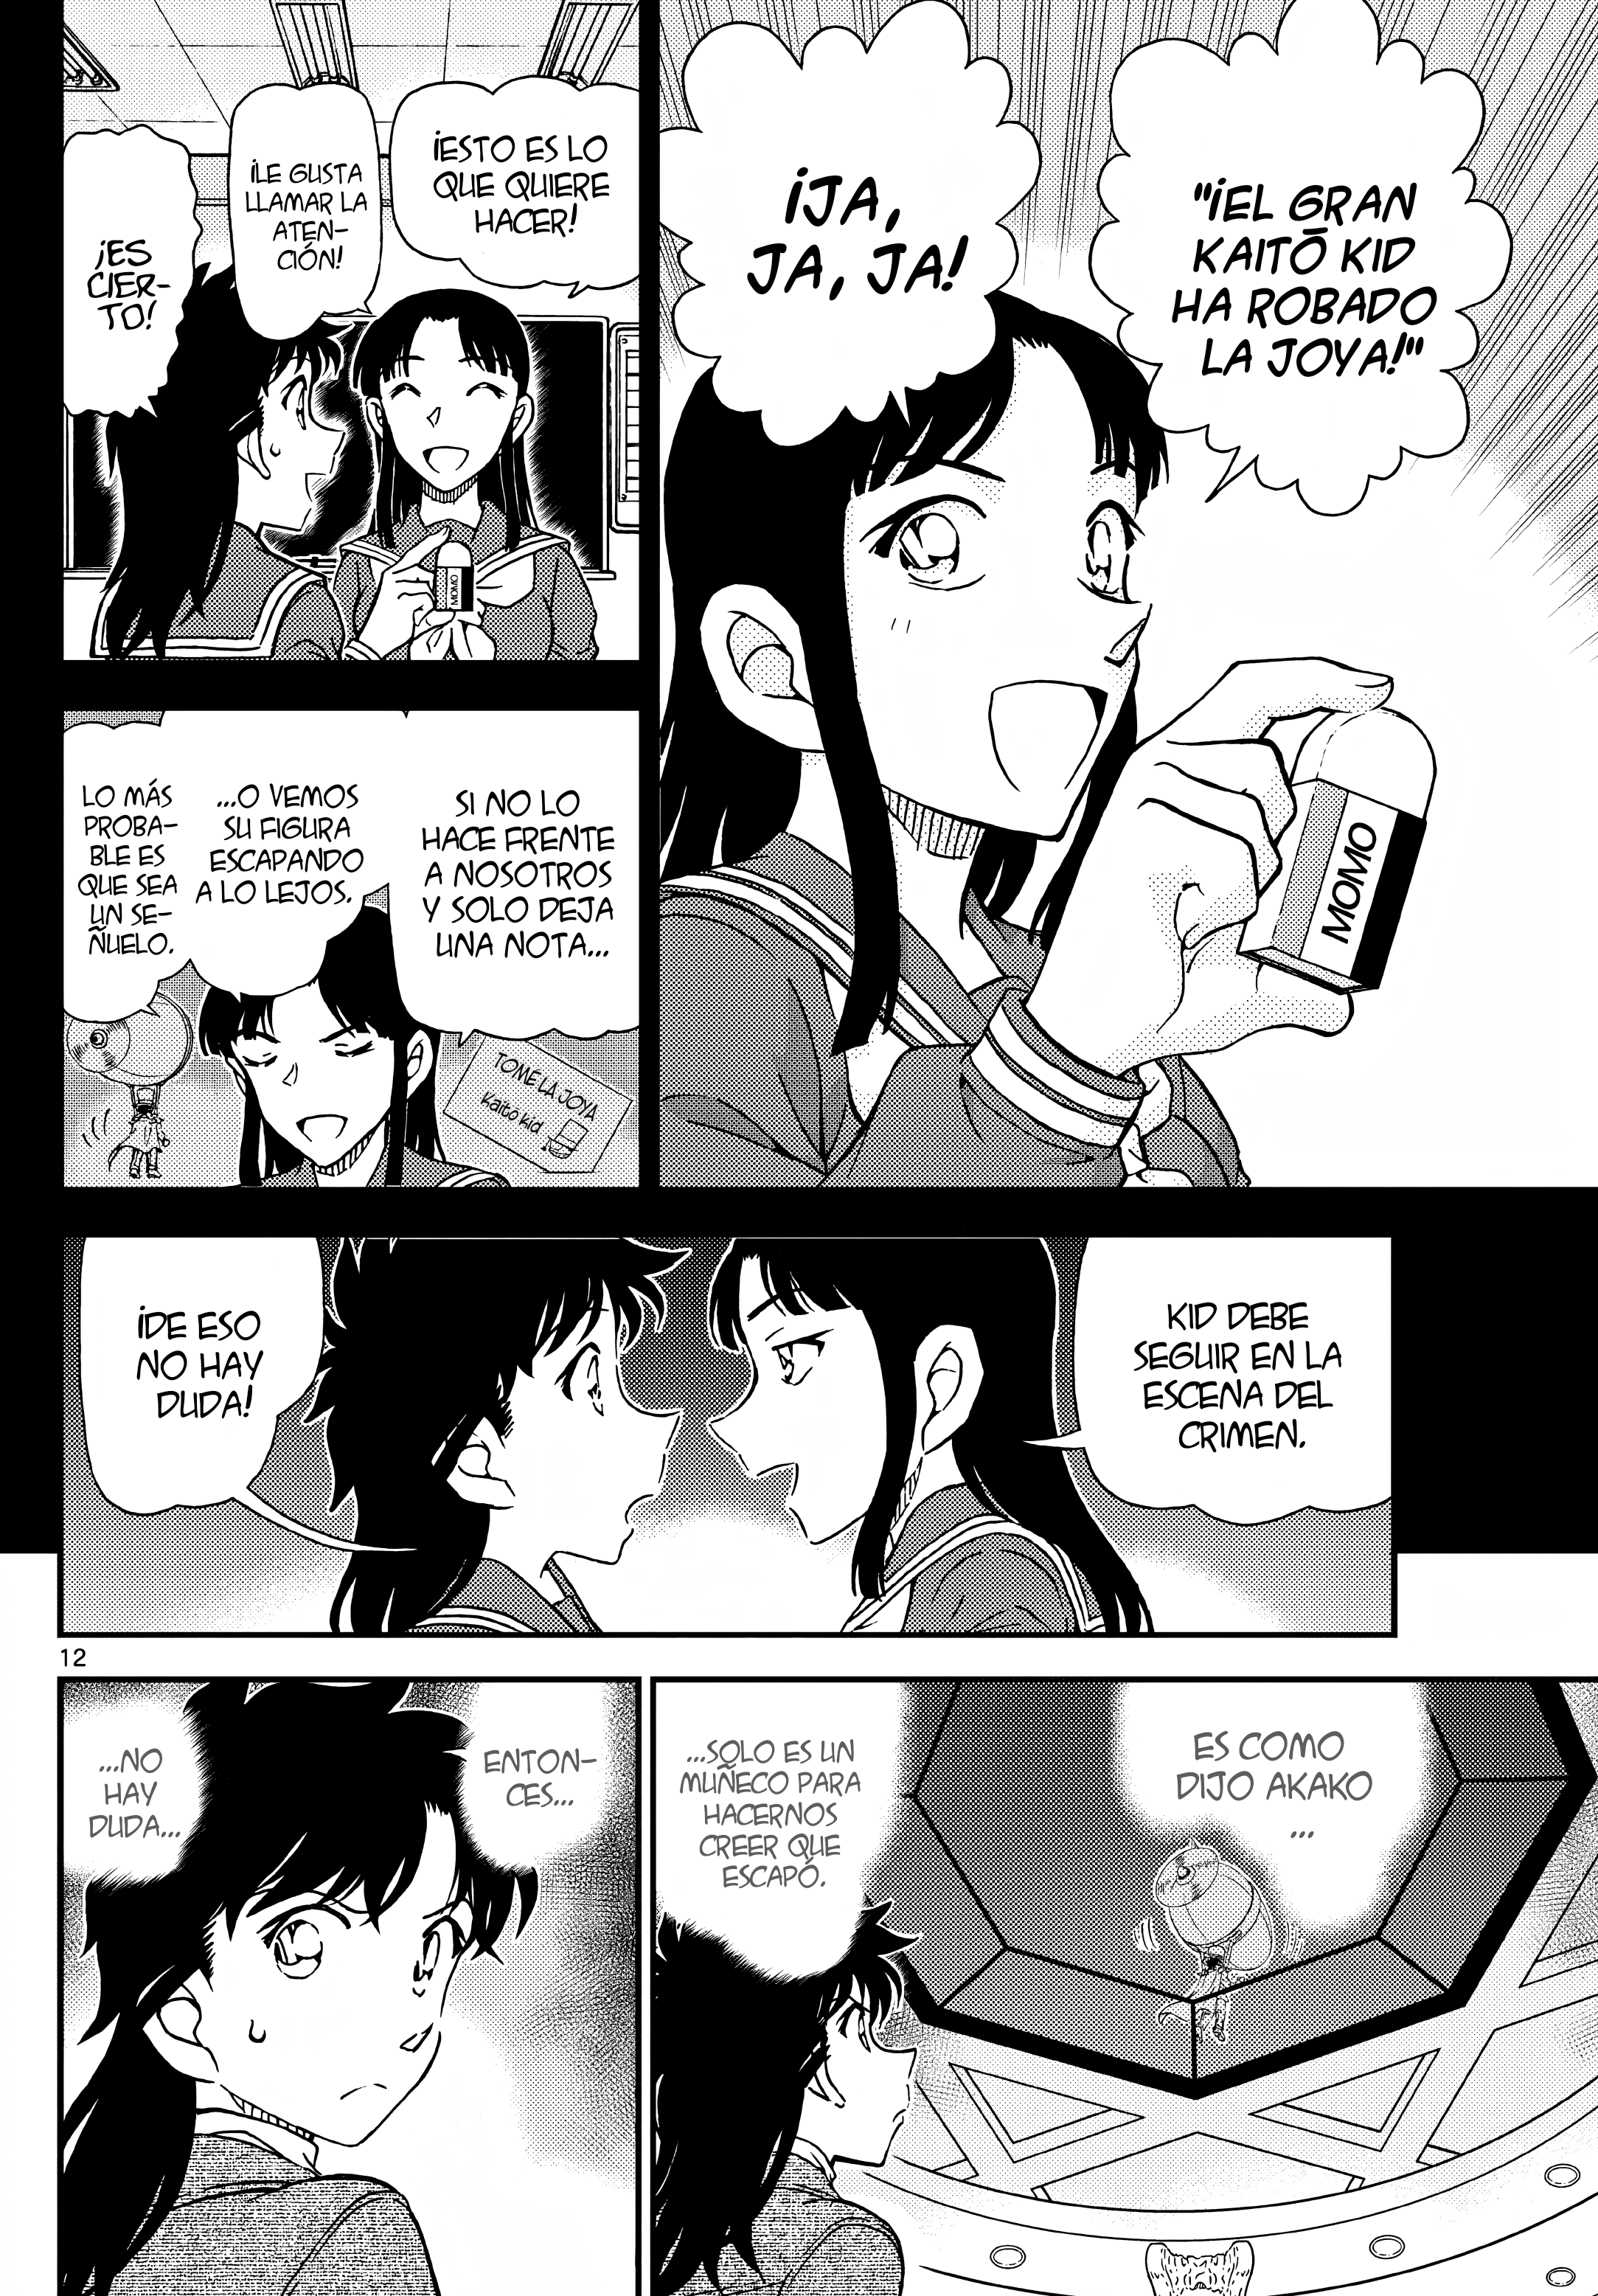 "¡EL GRAN
KAITŌ KID
HA ROBADO
LA JOYA!"
¡JA,
JA, JA!
MOMO
¡ESTO ES LO
QUE QUIERE
HACER!
¡LE GUSTA
LLAMAR LA
ATEN-
CIÓN!
¡ES
CIER-
TO!
MOMO
SI NO LO
HACE FRENTE
A NOSOTROS
Y SOLO DEJA
UNA NOTA...
...O VEMOS
SU FIGURA
ESCAPANDO
A LO LEJOS.
LO MÁS
PROBA-
BLE ES
QUE SEA
UN SE-
ÑUELO.
TOME LA JOYA
kaito kid
KID DEBE
SEGUIR EN LA
ESCENA DEL
CRIMEN.
¡DE ESO
NO HAY
DUDA!
12
ES COMO
DIJO AKAKO
...
...SOLO ES UN
MUÑECO PARA
HACERNOS
CREER QUE
ESCAPÓ.
ENTON-
CES...
...NO
HAY
DUDA...